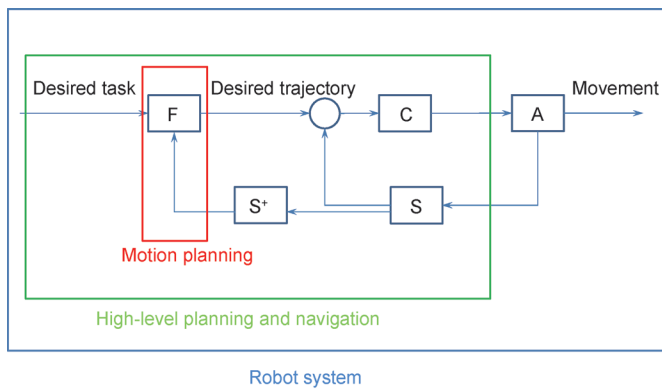 Desired task
Desired trajectory
Movement
F
C
A
S⁺
S
Motion planning
High-level planning and navigation
Robot system